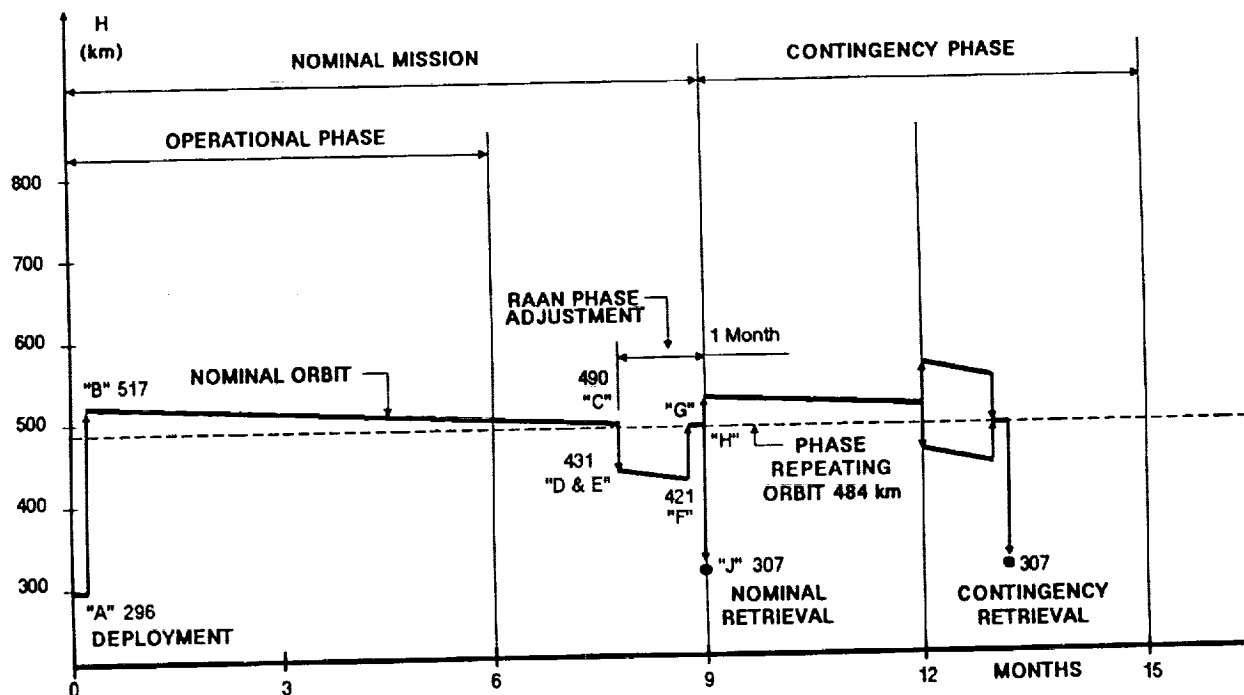 H
(km)
NOMINAL MISSION
CONTINGENCY PHASE
OPERATIONAL PHASE
800
700
RAAN PHASE
ADJUSTMENT
1 Month
600
"B" 517
NOMINAL ORBIT
490
"C"
"G"
500
"H"
PHASE
REPEATING
ORBIT 484 km
431
"D & E"
421
"F"
400
300
"A" 296
DEPLOYMENT
"J" 307
NOMINAL
RETRIEVAL
307
CONTINGENCY
RETRIEVAL
0
3
6
9
12
MONTHS
15